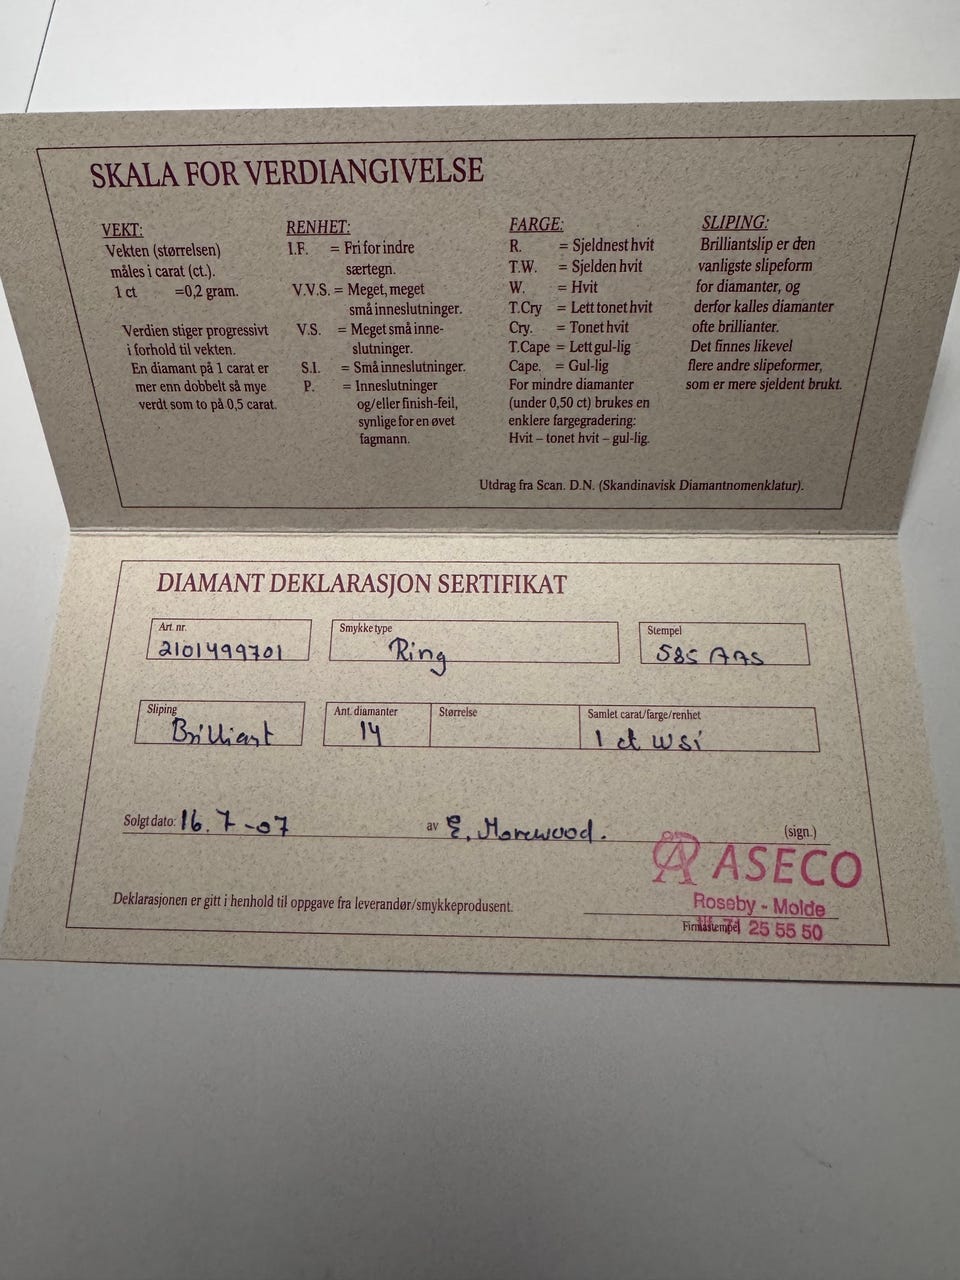 SKALA FOR VERDIANGIVELSE
VEKT:
Vekten (størrelsen)
måles i carat (ct.).
1 ct =0,2 gram.
Verdien stiger progressivt
i forhold til vekten.
En diamant på 1 carat er
mer enn dobbelt så mye
verdt som to på 0,5 carat.
RENHET:
I.F. = Fri for indre
særtegn.
V.V.S. = Meget, meget
små inneslutninger.
V.S. = Meget små inne-
slutninger.
S.I. = Små inneslutninger.
P. = Inneslutninger
og/eller finish-feil,
synlige for en øvet
fagmann.
FARGE:
R. = Sjeldnest hvit
T.W. = Sjelden hvit
W. = Hvit
T.Cry = Lett tonet hvit
Cry. = Tonet hvit
T.Cape = Lett gul-lig
Cape. = Gul-lig
For mindre diamanter
(under 0,50 ct) brukes en
enklere fargegradering:
Hvit – tonet hvit – gul-lig.
SLIPING:
Brilliantslip er den
vanligste slipeform
for diamanter, og
derfor kalles diamanter
ofte brillianter.
Det finnes likevel
flere andre slipeformer,
som er mere sjeldent brukt.
Utdrag fra Scan. D.N. (Skandinavisk Diamantnomenklatur).
DIAMANT DEKLARASJON SERTIFIKAT
Art. nr.
2101499701
Smykketype
Ring
Stempel
585 AAS
Sliping
Brilliant
Ant. diamanter
14
Størrelse
Samlet carat/farge/renhet
1 ct W si
Solgt dato: 16.7-07 av E. Morewood. (sign.)
ASECO
Roseby - Molde
Deklarasjonen er gitt i henhold til oppgave fra leverandør/smykkeprodusent.
Firmastempel
71 25 55 50